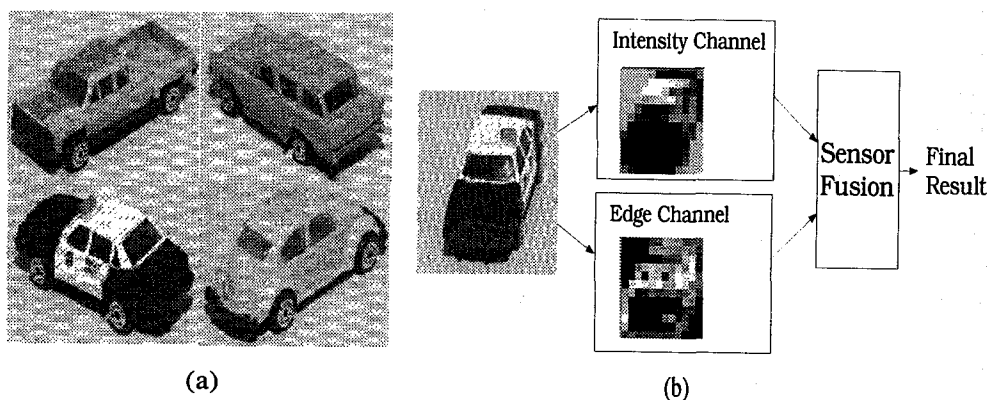 Intensity Channel
Edge Channel
Sensor
Fusion
Final
Result
(a)
(b)